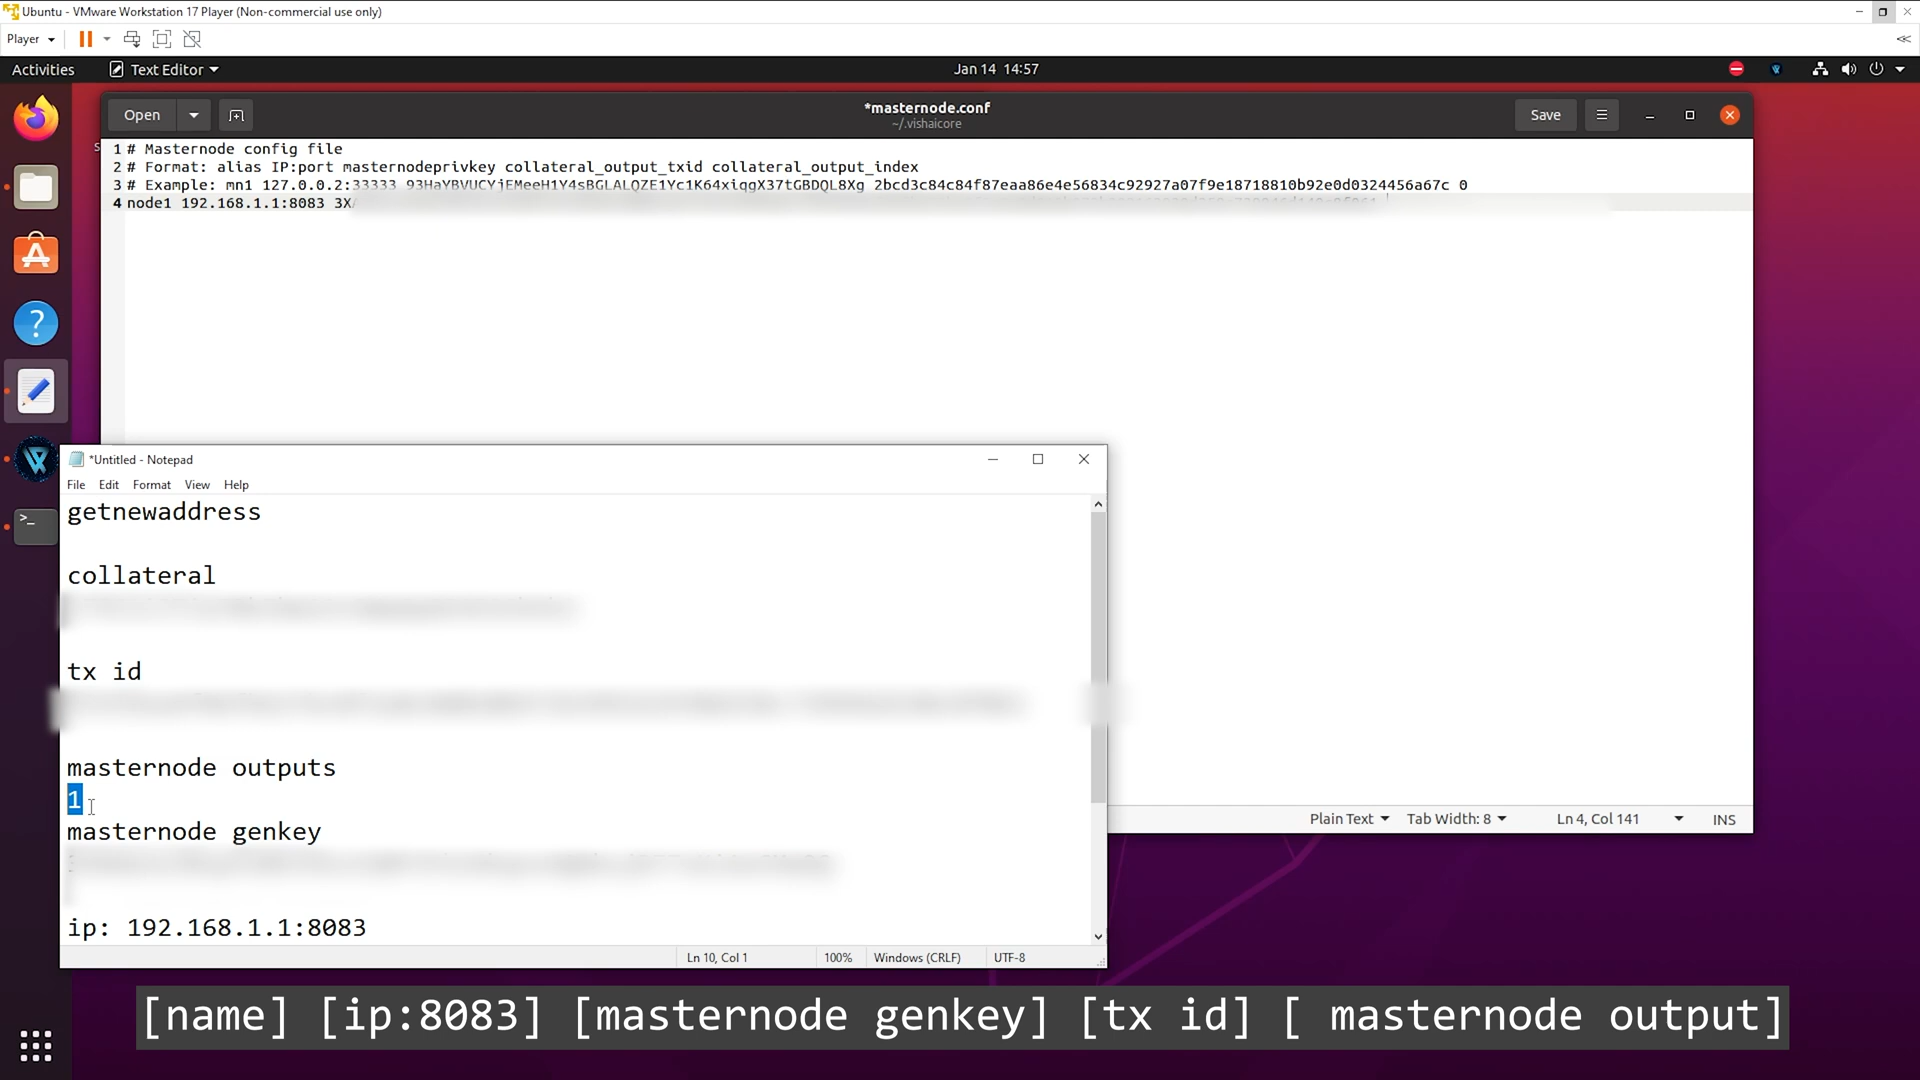 Ubuntu - VMware Workstation 17 Player (Non-commercial use only)
Player
Activities
Text Editor
Jan 14 14:57
Open
*masternode.conf
~/.vishaicore
Save
1 # Masternode config file
2 # Format: alias IP:port masternodeprivkey collateral_output_txid collateral_output_index
3 # Example: mn1 127.0.0.2:33333 93HaYBVUCYjEMeeH1Y4sBGLALQZE1Yc1K64xiqgX37tGBDQL8Xg 2bcd3c84c84f87eaa86e4e56834c92927a07f9e18718810b92e0d0324456a67c 0
4 node1 192.168.1.1:8083
*Untitled - Notepad
File Edit Format View Help
getnewaddress
collateral
tx id
masternode outputs
1
masternode genkey
ip: 192.168.1.1:8083
Ln 10, Col 1
100%
Windows (CRLF)
UTF-8
Plain Text
Tab Width: 8
Ln 4, Col 141
INS
[name] [ip:8083] [masternode genkey] [tx id] [ masternode output]